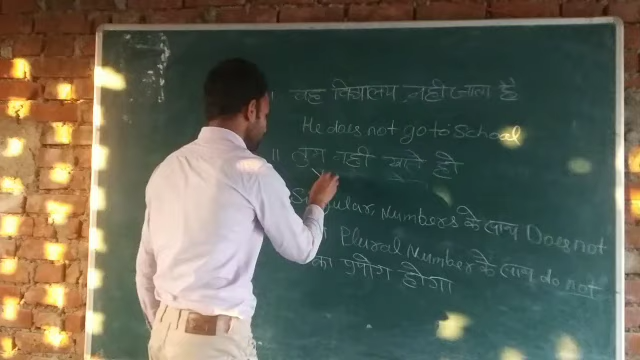 " वह विद्यालय नही जाता है
He does not go to School
" तुम नही खाते हो
Y
Singular, Numbers के साथ Does not
Plural Number के साथ do not
का प्रयोग होगा